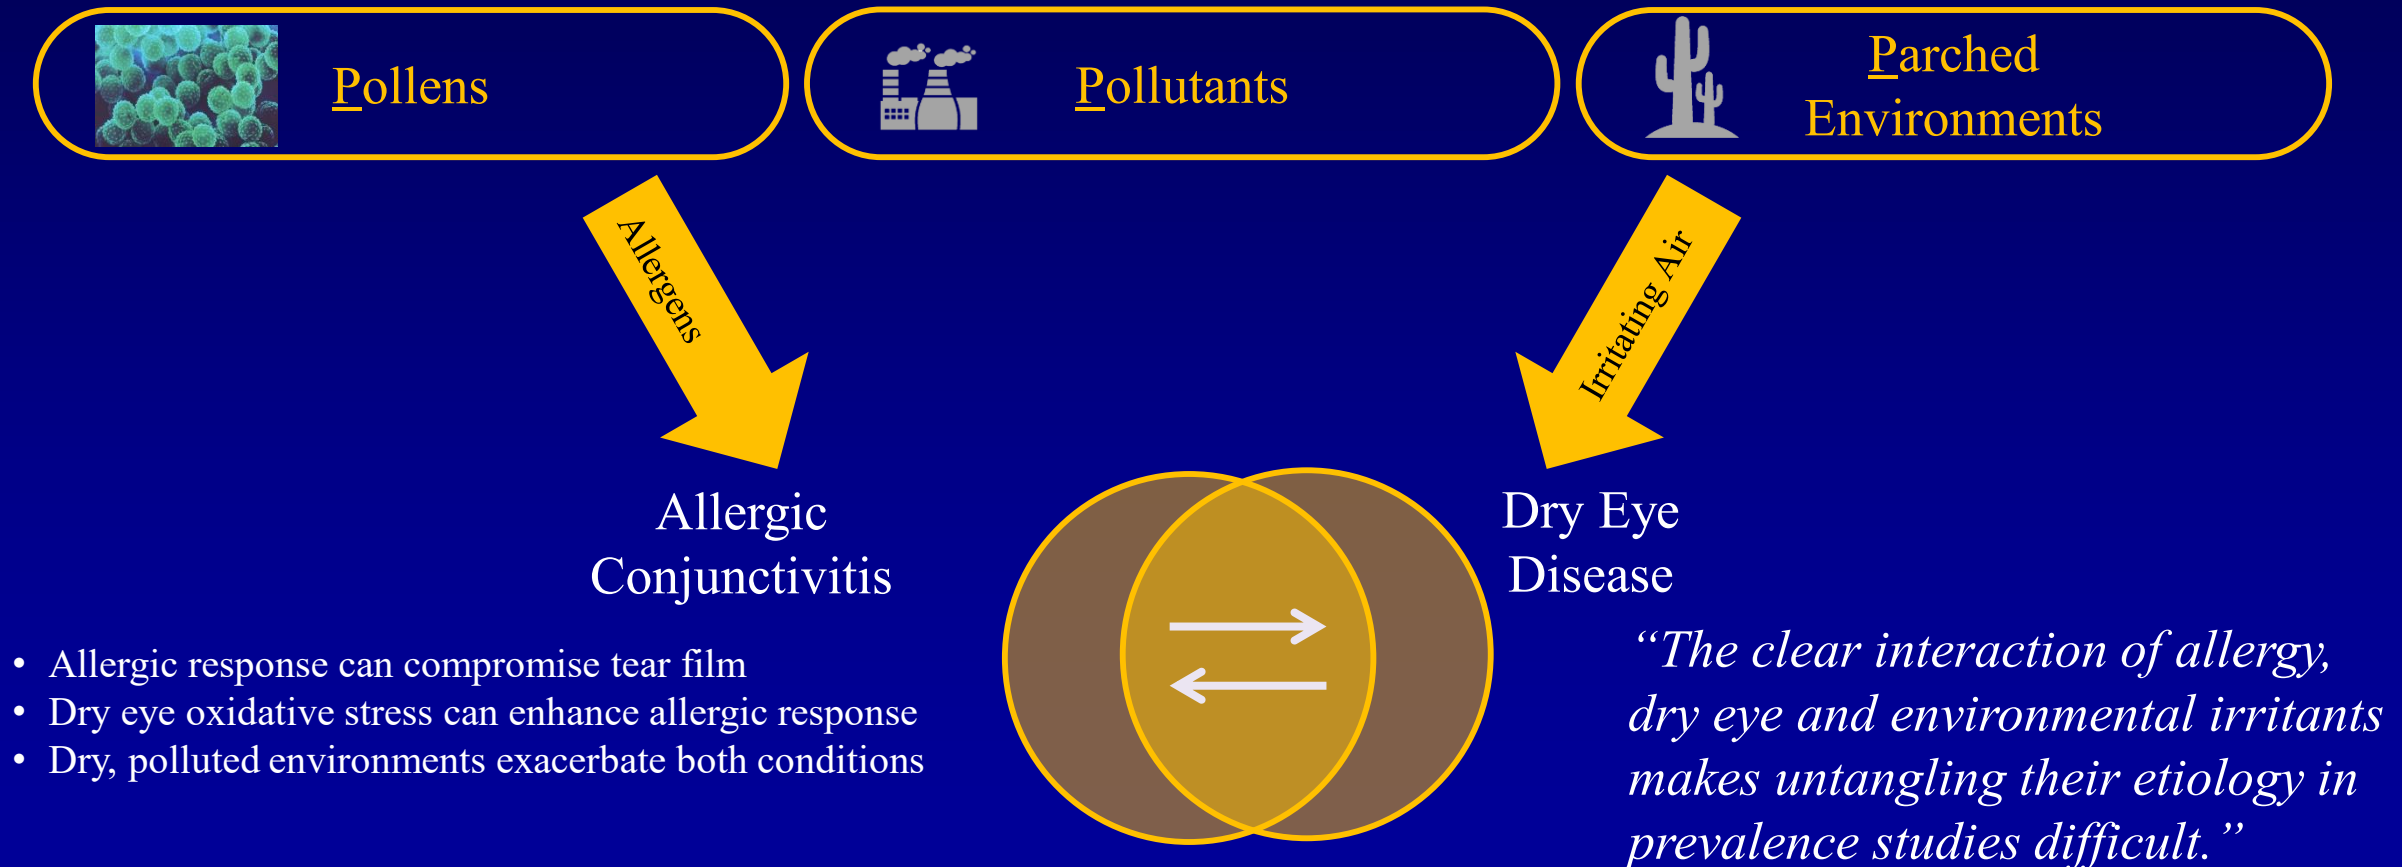 Pollens
Pollutants
Parched
Environments
Allergens
Irritating Air
Allergic
Conjunctivitis
Dry Eye
Disease
• Allergic response can compromise tear film
• Dry eye oxidative stress can enhance allergic response
• Dry, polluted environments exacerbate both conditions
“The clear interaction of allergy,
dry eye and environmental irritants
makes untangling their etiology in
prevalence studies difficult.”